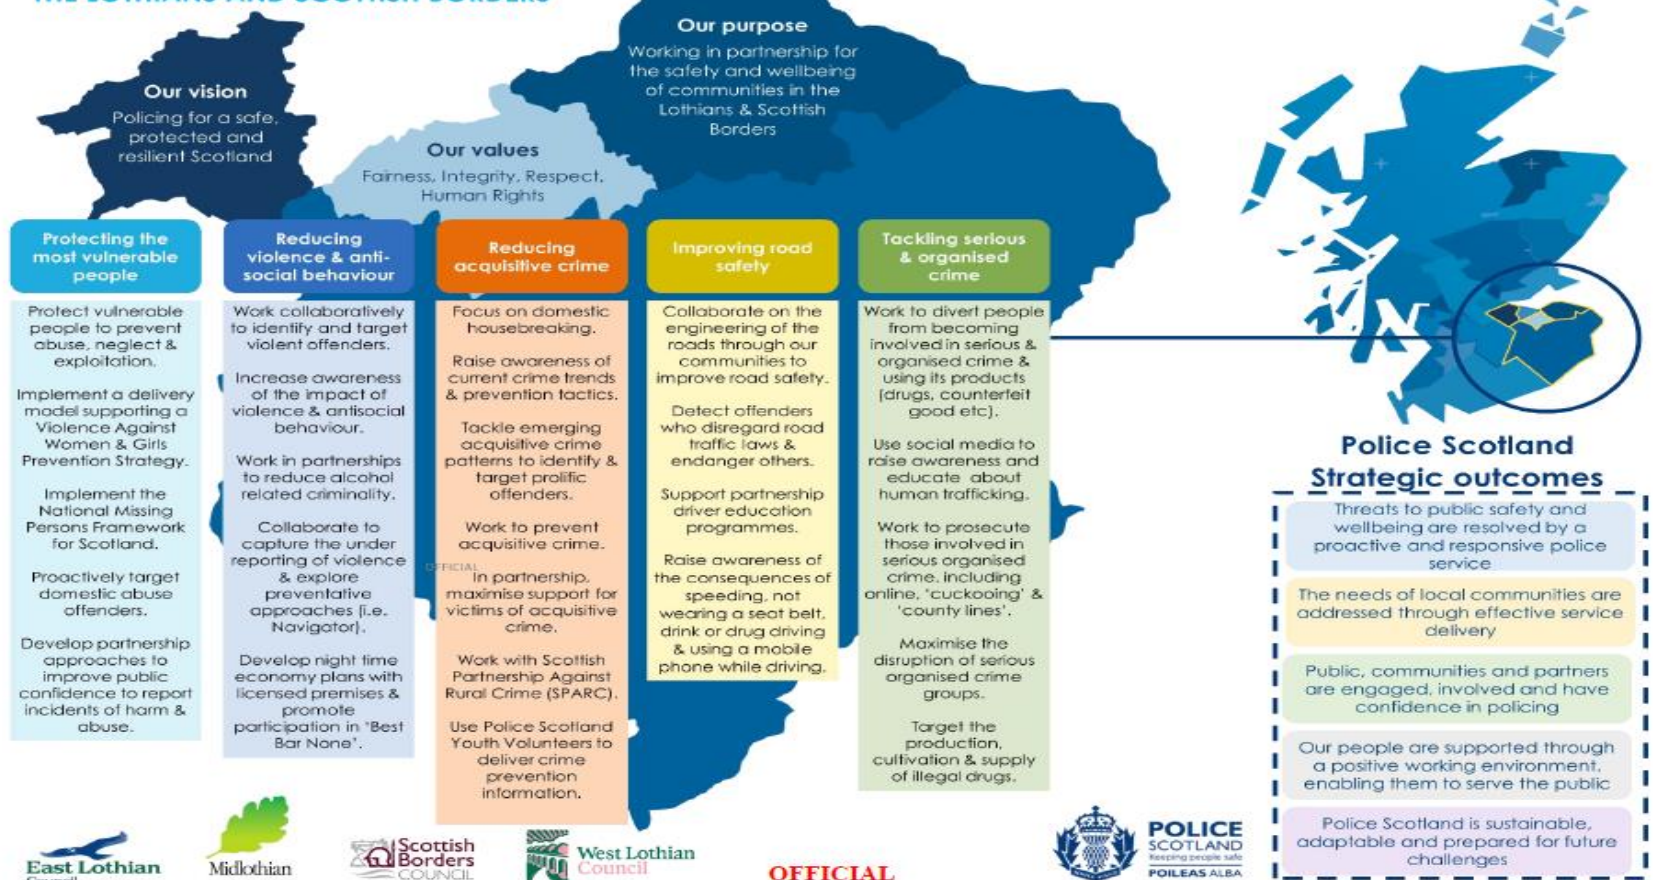 THE LOTHIANS AND SCOTTISH BORDERS
Our vision
Policing for a safe,
protected and
resilient Scotland
Our values
Fairness, Integrity, Respect,
Human Rights
Our purpose
Working in partnership for
the safety and wellbeing
of communities in the
Lothians & Scottish
Borders
Protecting the
most vulnerable
people
Protect vulnerable
people to prevent
abuse, neglect &
exploitation.
Implement a delivery
model supporting a
Violence Against
Women & Girls
Prevention Strategy.
Implement the
National Missing
Persons Framework
for Scotland.
Proactively target
domestic abuse
offenders.
Develop partnership
approaches to
improve public
confidence to report
incidents of harm &
abuse.
Reducing
violence & anti-
social behaviour
Work collaboratively
to identify and target
violent offenders.
Increase awareness
of the impact of
violence & antisocial
behaviour.
Work in partnerships
to reduce alcohol
related criminality.
Collaborate to
capture the under
reporting of violence
& explore
preventative
approaches (i.e.
Navigator).
Develop night time
economy plans with
licensed premises &
promote
participation in 'Best
Bar None'.
Reducing
acquisitive crime
Focus on domestic
housebreaking.
Raise awareness of
current crime trends
& prevention tactics.
Tackle emerging
acquisitive crime
patterns to identify &
target prolific
offenders.
Work to prevent
acquisitive crime.
OFFICIAL
In partnership,
maximise support for
victims of acquisitive
crime.
Work with Scottish
Partnership Against
Rural Crime (SPARC).
Use Police Scotland
Youth Volunteers to
deliver crime
prevention
information.
Improving road
safety
Collaborate on the
engineering of the
roads through our
communities to
improve road safety.
Detect offenders
who disregard road
traffic laws &
endanger others.
Support partnership
driver education
programmes.
Raise awareness of
the consequences of
speeding, not
wearing a seat belt,
drink or drug driving
& using a mobile
phone while driving.
Tackling serious
& organised
crime
Work to divert people
from becoming
involved in serious &
organised crime &
using its products
(drugs, counterfeit
good etc).
Use social media to
raise awareness and
educate about
human trafficking.
Work to prosecute
those involved in
serious organised
crime, including
online, 'cuckooing' &
'county lines'.
Maximise the
disruption of serious
organised crime
groups.
Target the
production,
cultivation & supply
of illegal drugs.
Police Scotland
Strategic outcomes
Threats to public safety and
wellbeing are resolved by a
proactive and responsive police
service
The needs of local communities are
addressed through effective service
delivery
Public, communities and partners
are engaged, involved and have
confidence in policing
Our people are supported through
a positive working environment,
enabling them to serve the public
Police Scotland is sustainable,
adaptable and prepared for future
challenges
East Lothian
Council
Midlothian
Scottish
Borders
COUNCIL
West Lothian
Council
OFFICIAL
POLICE
SCOTLAND
Keeping people safe
POILEAS ALBA